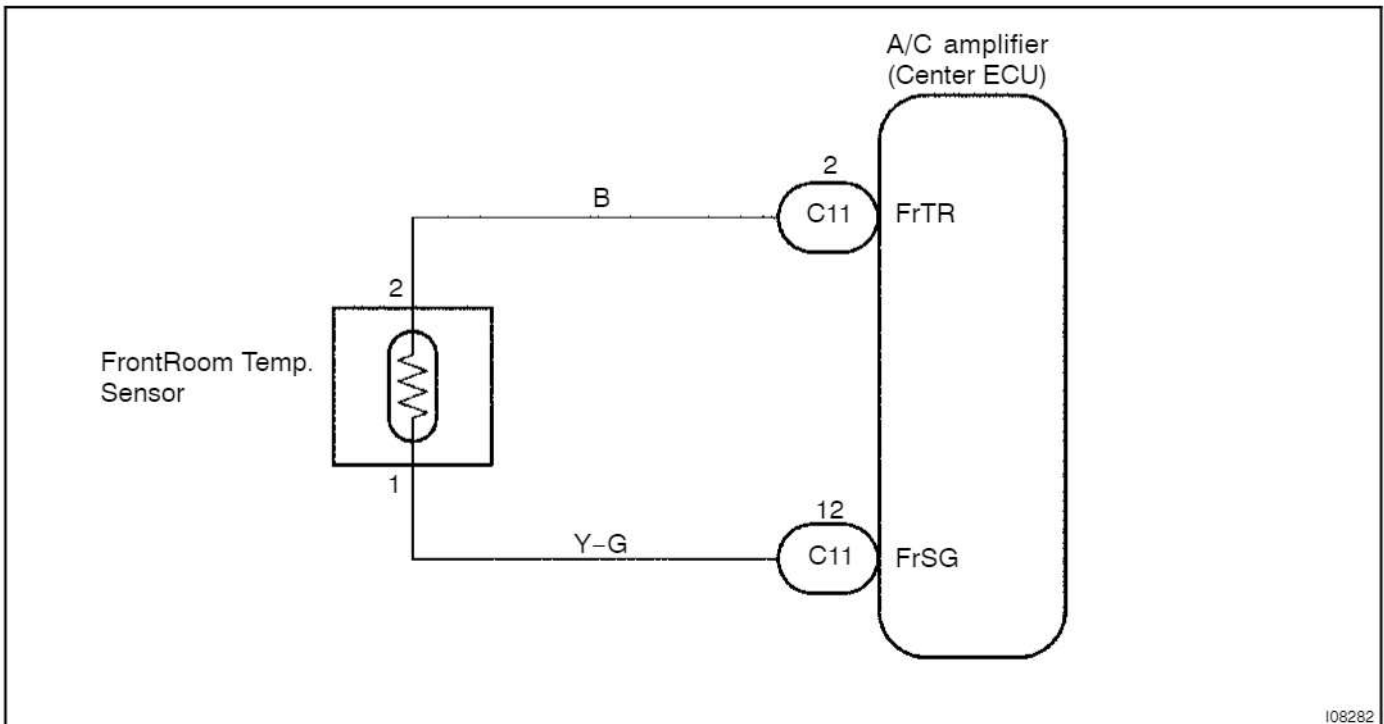 A/C amplifier
(Center ECU)
2
B
C11
FrTR
2
FrontRoom Temp.
Sensor
1
12
Y–G
C11
FrSG
I08282